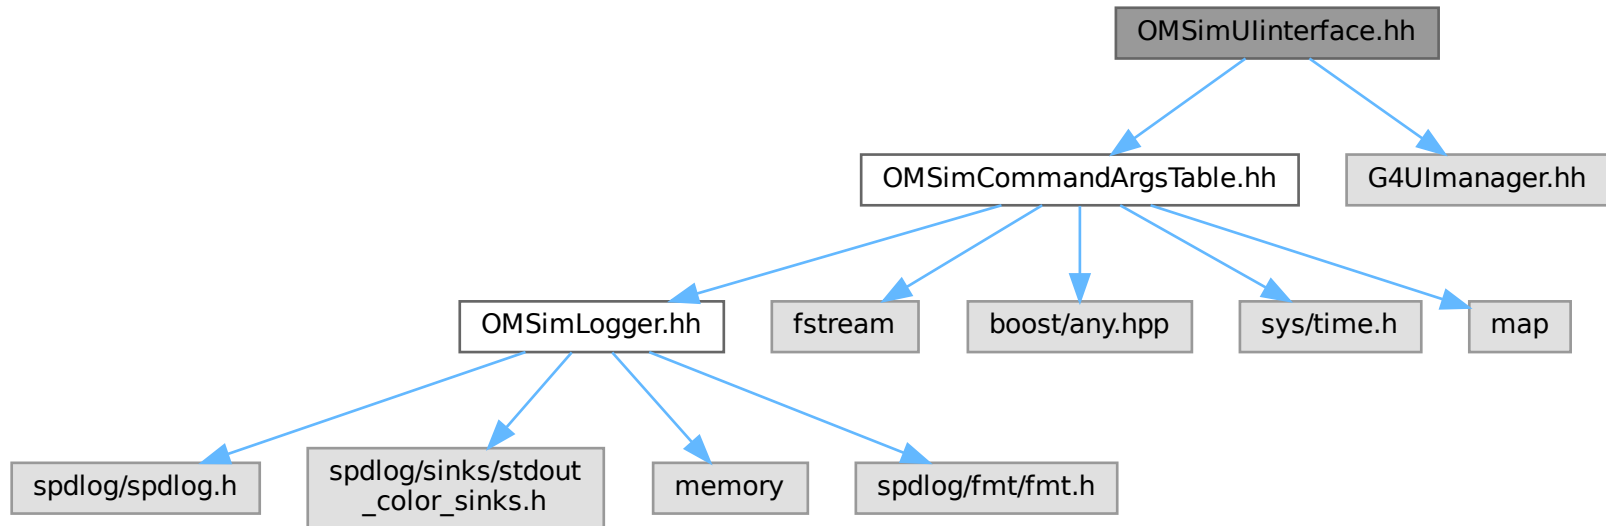 OMSimUIinterface.hh
OMSimCommandArgsTable.hh
G4UImanager.hh
OMSimLogger.hh
fstream
boost/any.hpp
sys/time.h
map
spdlog/spdlog.h
spdlog/sinks/stdout
_color_sinks.h
memory
spdlog/fmt/fmt.h